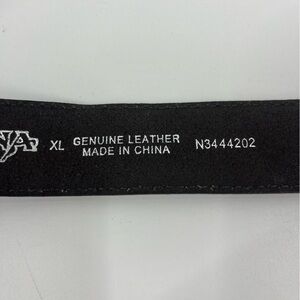 XL GENUINE LEATHER N3444202
MADE IN CHINA